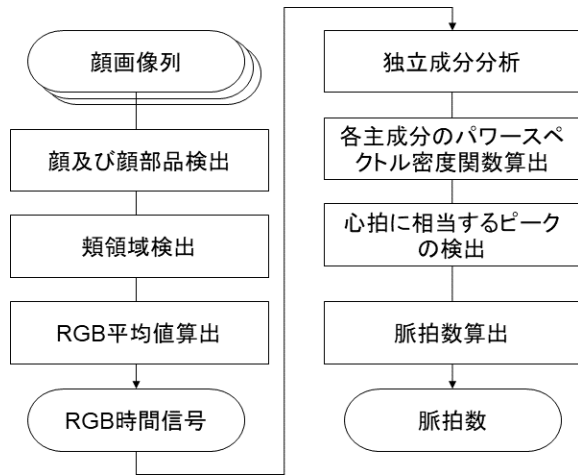 顔画像列
顔及び顔部品検出
頬領域検出
RGB平均値算出
RGB時間信号
独立成分分析
各主成分のパワースペ
クトル密度関数算出
心拍に相当するピーク
の検出
脈拍数算出
脈拍数